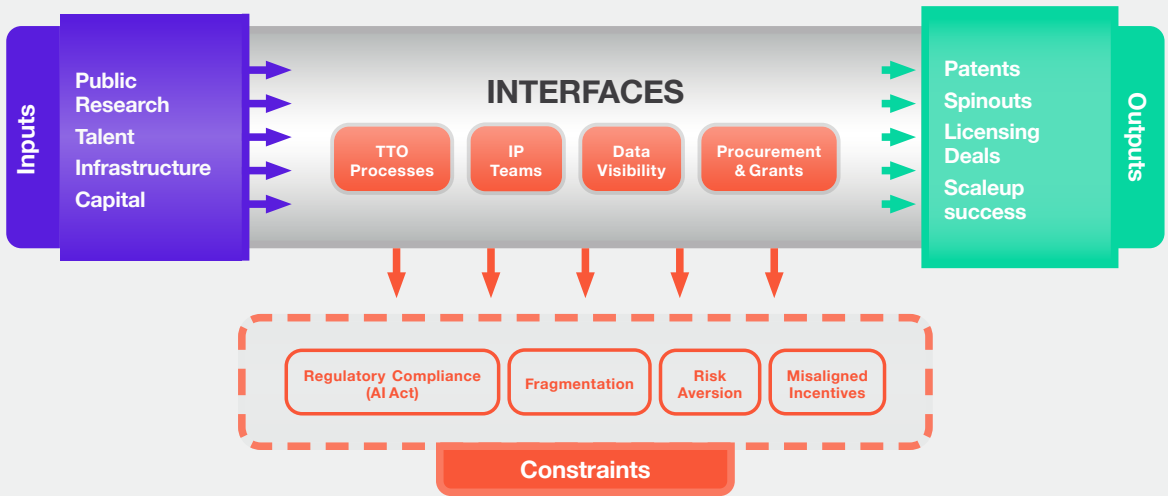 Inputs
Public
Research
Talent
Infrastructure
Capital
INTERFACES
TTO
Processes
IP
Teams
Data
Visibility
Procurement
& Grants
Patents
Spinouts
Licensing
Deals
Scaleup
success
Outputs
Regulatory Compliance
(AI Act)
Fragmentation
Risk
Aversion
Misaligned
Incentives
Constraints